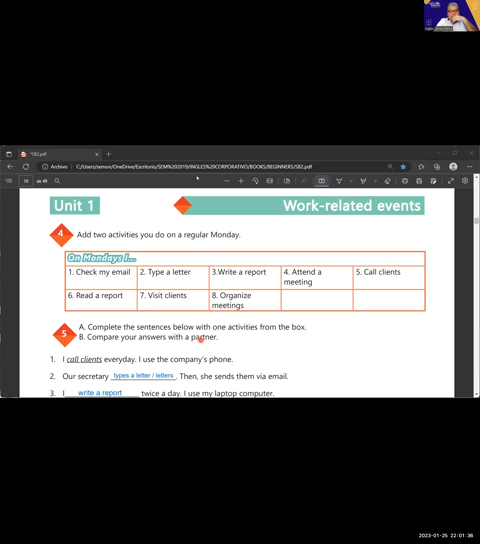 *SB2.pdf
Archivo | C:/Users/semon/OneDrive/Escritorio/SEM%202019/INGLES%20CORPORATIVO/BOOKS/BEGINNERS/SB2.pdf
10 de 49
Unit 1 Work-related events
4 Add two activities you do on a regular Monday.
On Mondays I...
1. Check my email 2. Type a letter 3.Write a report 4. Attend a meeting 5. Call clients
6. Read a report 7. Visit clients 8. Organize meetings
5 A. Complete the sentences below with one activities from the box.
B. Compare your answers with a partner.
1. I call clients everyday. I use the company's phone.
2. Our secretary types a letter / letters. Then, she sends them via email.
3. I write a report twice a day. I use my laptop computer.
2023-01-25 22:01:36